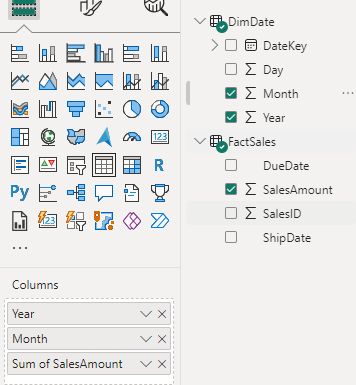 123
R
Py
Columns
Year
Month
Sum of SalesAmount
DimDate
DateKey
Day
Month
Year
FactSales
DueDate
SalesAmount
SalesID
ShipDate